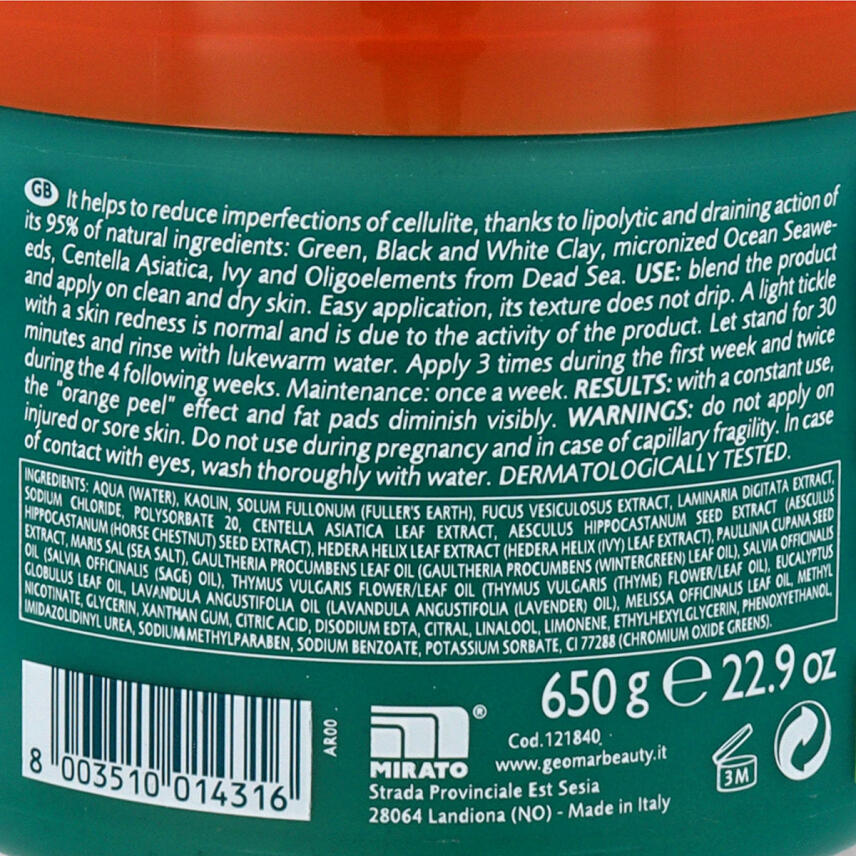 GB It helps to reduce imperfections of cellulite, thanks to lipolytic and draining action of
its 95% of natural ingredients: Green, Black and White Clay, micronized Ocean Seawe-
eds, Centella Asiatica, Ivy and Oligoelements from Dead Sea. USE: blend the product
and apply on clean and dry skin. Easy application, its texture does not drip. A light tickle
with a skin redness is normal and is due to the activity of the product. Let stand for 30
minutes and rinse with lukewarm water. Apply 3 times during the first week and twice
during the 4 following weeks. Maintenance: once a week. RESULTS: with a constant use,
the "orange peel" effect and fat pads diminish visibly. WARNINGS: do not apply on
injured or sore skin. Do not use during pregnancy and in case of capillary fragility. In case
of contact with eyes, wash thoroughly with water. DERMATOLOGICALLY TESTED.
INGREDIENTS: AQUA (WATER), KAOLIN, SOLUM FULLONUM (FULLER'S EARTH), FUCUS VESICULOSUS EXTRACT, LAMINARIA DIGITATA EXTRACT,
SODIUM CHLORIDE, POLYSORBATE 20, CENTELLA ASIATICA LEAF EXTRACT, AESCULUS HIPPOCASTANUM SEED EXTRACT (AESCULUS
HIPPOCASTANUM (HORSE CHESTNUT) SEED EXTRACT), HEDERA HELIX LEAF EXTRACT (HEDERA HELIX (IVY) LEAF EXTRACT), PAULLINIA CUPANA SEED
EXTRACT, MARIS SAL (SEA SALT), GAULTHERIA PROCUMBENS LEAF OIL (GAULTHERIA PROCUMBENS (WINTERGREEN) LEAF OIL), SALVIA OFFICINALIS
OIL (SALVIA OFFICINALIS (SAGE) OIL), THYMUS VULGARIS FLOWER/LEAF OIL (THYMUS VULGARIS (THYME) FLOWER/LEAF OIL), EUCALYPTUS
GLOBULUS LEAF OIL, LAVANDULA ANGUSTIFOLIA OIL (LAVANDULA ANGUSTIFOLIA (LAVENDER) OIL), MELISSA OFFICINALIS LEAF OIL, METHYL
NICOTINATE, GLYCERIN, XANTHAN GUM, CITRIC ACID, DISODIUM EDTA, CITRAL, LINALOOL, LIMONENE, ETHYLHEXYLGLYCERIN, PHENOXYETHANOL,
IMIDAZOLIDINYL UREA, SODIUM METHYLPARABEN, SODIUM BENZOATE, POTASSIUM SORBATE, CI 77288 (CHROMIUM OXIDE GREENS).
650 g e 22.9 oz
8 003510 014316
AR00
MIRATO ®
Cod.121840
www.geomarbeauty.it
Strada Provinciale Est Sesia
28064 Landiona (NO) - Made in Italy
3M